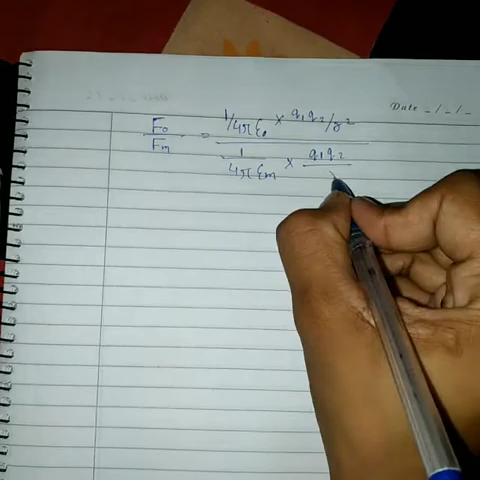 Date _/_/_
F₀/Fₘ = (1/4πε₀ × q₁q₂/r²)
1/4πεₘ × q₁q₂/